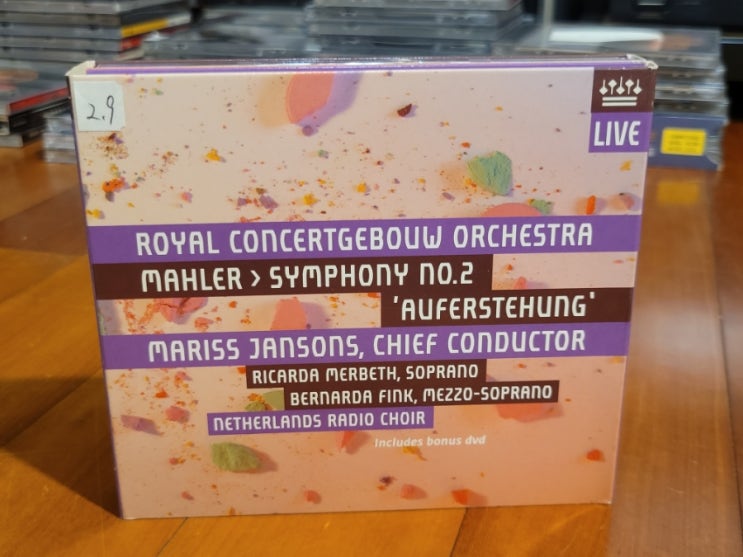 2.9
LIVE
ROYAL CONCERTGEBOUW ORCHESTRA
MAHLER > SYMPHONY NO.2
'AUFERSTEHUNG'
MARISS JANSONS, CHIEF CONDUCTOR
RICARDA MERBETH, SOPRANO
BERNARDA FINK, MEZZO-SOPRANO
NETHERLANDS RADIO CHOIR
Includes bonus dvd